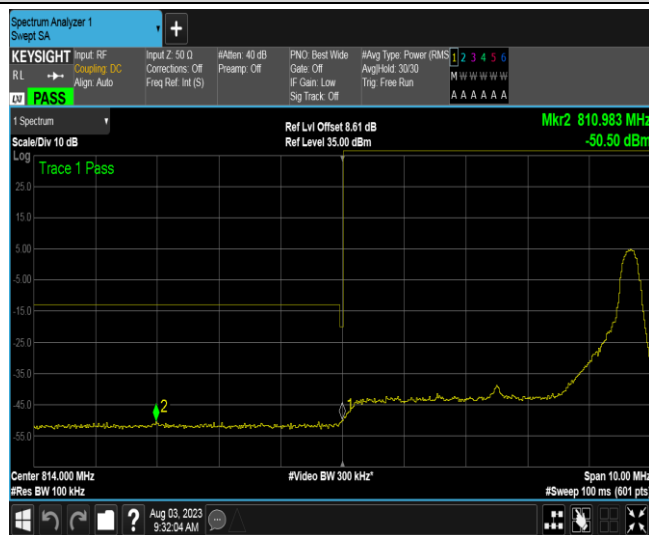 Spectrum Analyzer 1
Swept SA
+
KEYSIGHT Input: RF Input Z: 50 Ω #Atten: 40 dB PNO: Best Wide #Avg Type: Power (RMS 1 2 3 4 5 6
RL Coupling: DC Corrections: Off Preamp: Off Gate: Off Avg|Hold: 30/30 M W W W W W
Align: Auto Freq Ref: Int (S) IF Gain: Low Trig: Free Run
Sig Track: Off
LXI PASS A A A A A A
1 Spectrum Ref Lvl Offset 8.61 dB Mkr2 810.983 MHz
Scale/Div 10 dB Ref Level 35.00 dBm -50.50 dBm
Log
Trace 1 Pass
25.0
15.0
5.00
-5.00
-15.0
-25.0
-35.0
-45.0
2
1
-55.0
Center 814.000 MHz #Video BW 300 kHz* Span 10.00 MHz
#Res BW 100 kHz #Sweep 100 ms (601 pts)
? Aug 03, 2023
9:32:04 AM